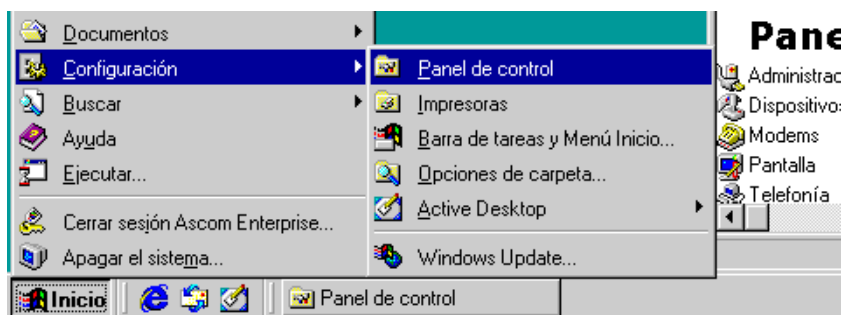 Documentos
Configuración
Buscar
Ayuda
Ejecutar...
Cerrar sesión Ascom Enterprise...
Apagar el sistema...
Panel de control
Impresoras
Barra de tareas y Menú Inicio...
Opciones de carpeta...
Active Desktop
Windows Update...
Pane
Administrac
Dispositivos
Modems
Pantalla
Telefonía
Inicio
Panel de control